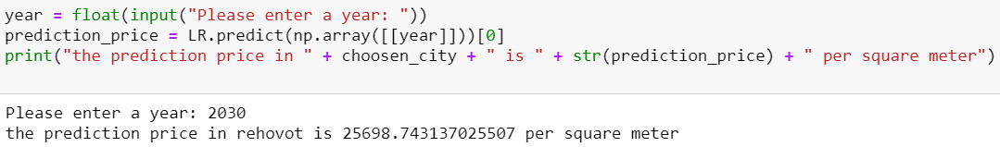 year = float(input("Please enter a year: "))
prediction_price = LR.predict(np.array([[year]]))[0]
print("the prediction price in " + choosen_city + " is " + str(prediction_price) + " per square meter")
Please enter a year: 2030
the prediction price in rehovot is 25698.743137025507 per square meter